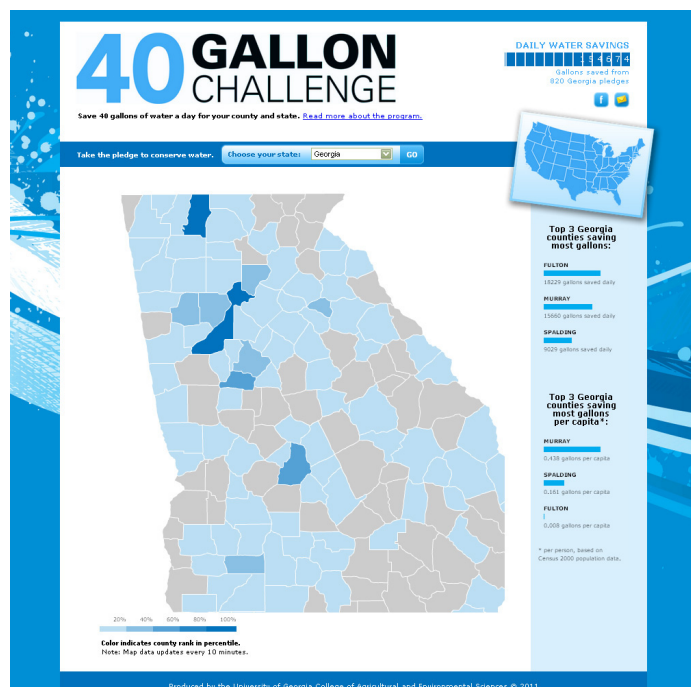 40 GALLON
CHALLENGE
Save 40 gallons of water a day for your county and state. Read more about the program.
DAILY WATER SAVINGS
154674
Gallons saved from
820 Georgia pledges
Take the pledge to conserve water.
Choose your state:
Georgia
GO
Top 3 Georgia
counties saving
most gallons:
FULTON
18229 gallons saved daily
MURRAY
15660 gallons saved daily
SPALDING
9029 gallons saved daily
Top 3 Georgia
counties saving
most gallons
per capita*:
MURRAY
0.438 gallons per capita
SPALDING
0.161 gallons per capita
FULTON
0.008 gallons per capita
* per person, based on
Census 2000 population data.
20% 40% 60% 80% 100%
Color indicates county rank in percentile.
Note: Map data updates every 10 minutes.
Produced by the University of Georgia College of Agricultural and Environmental Sciences © 2011